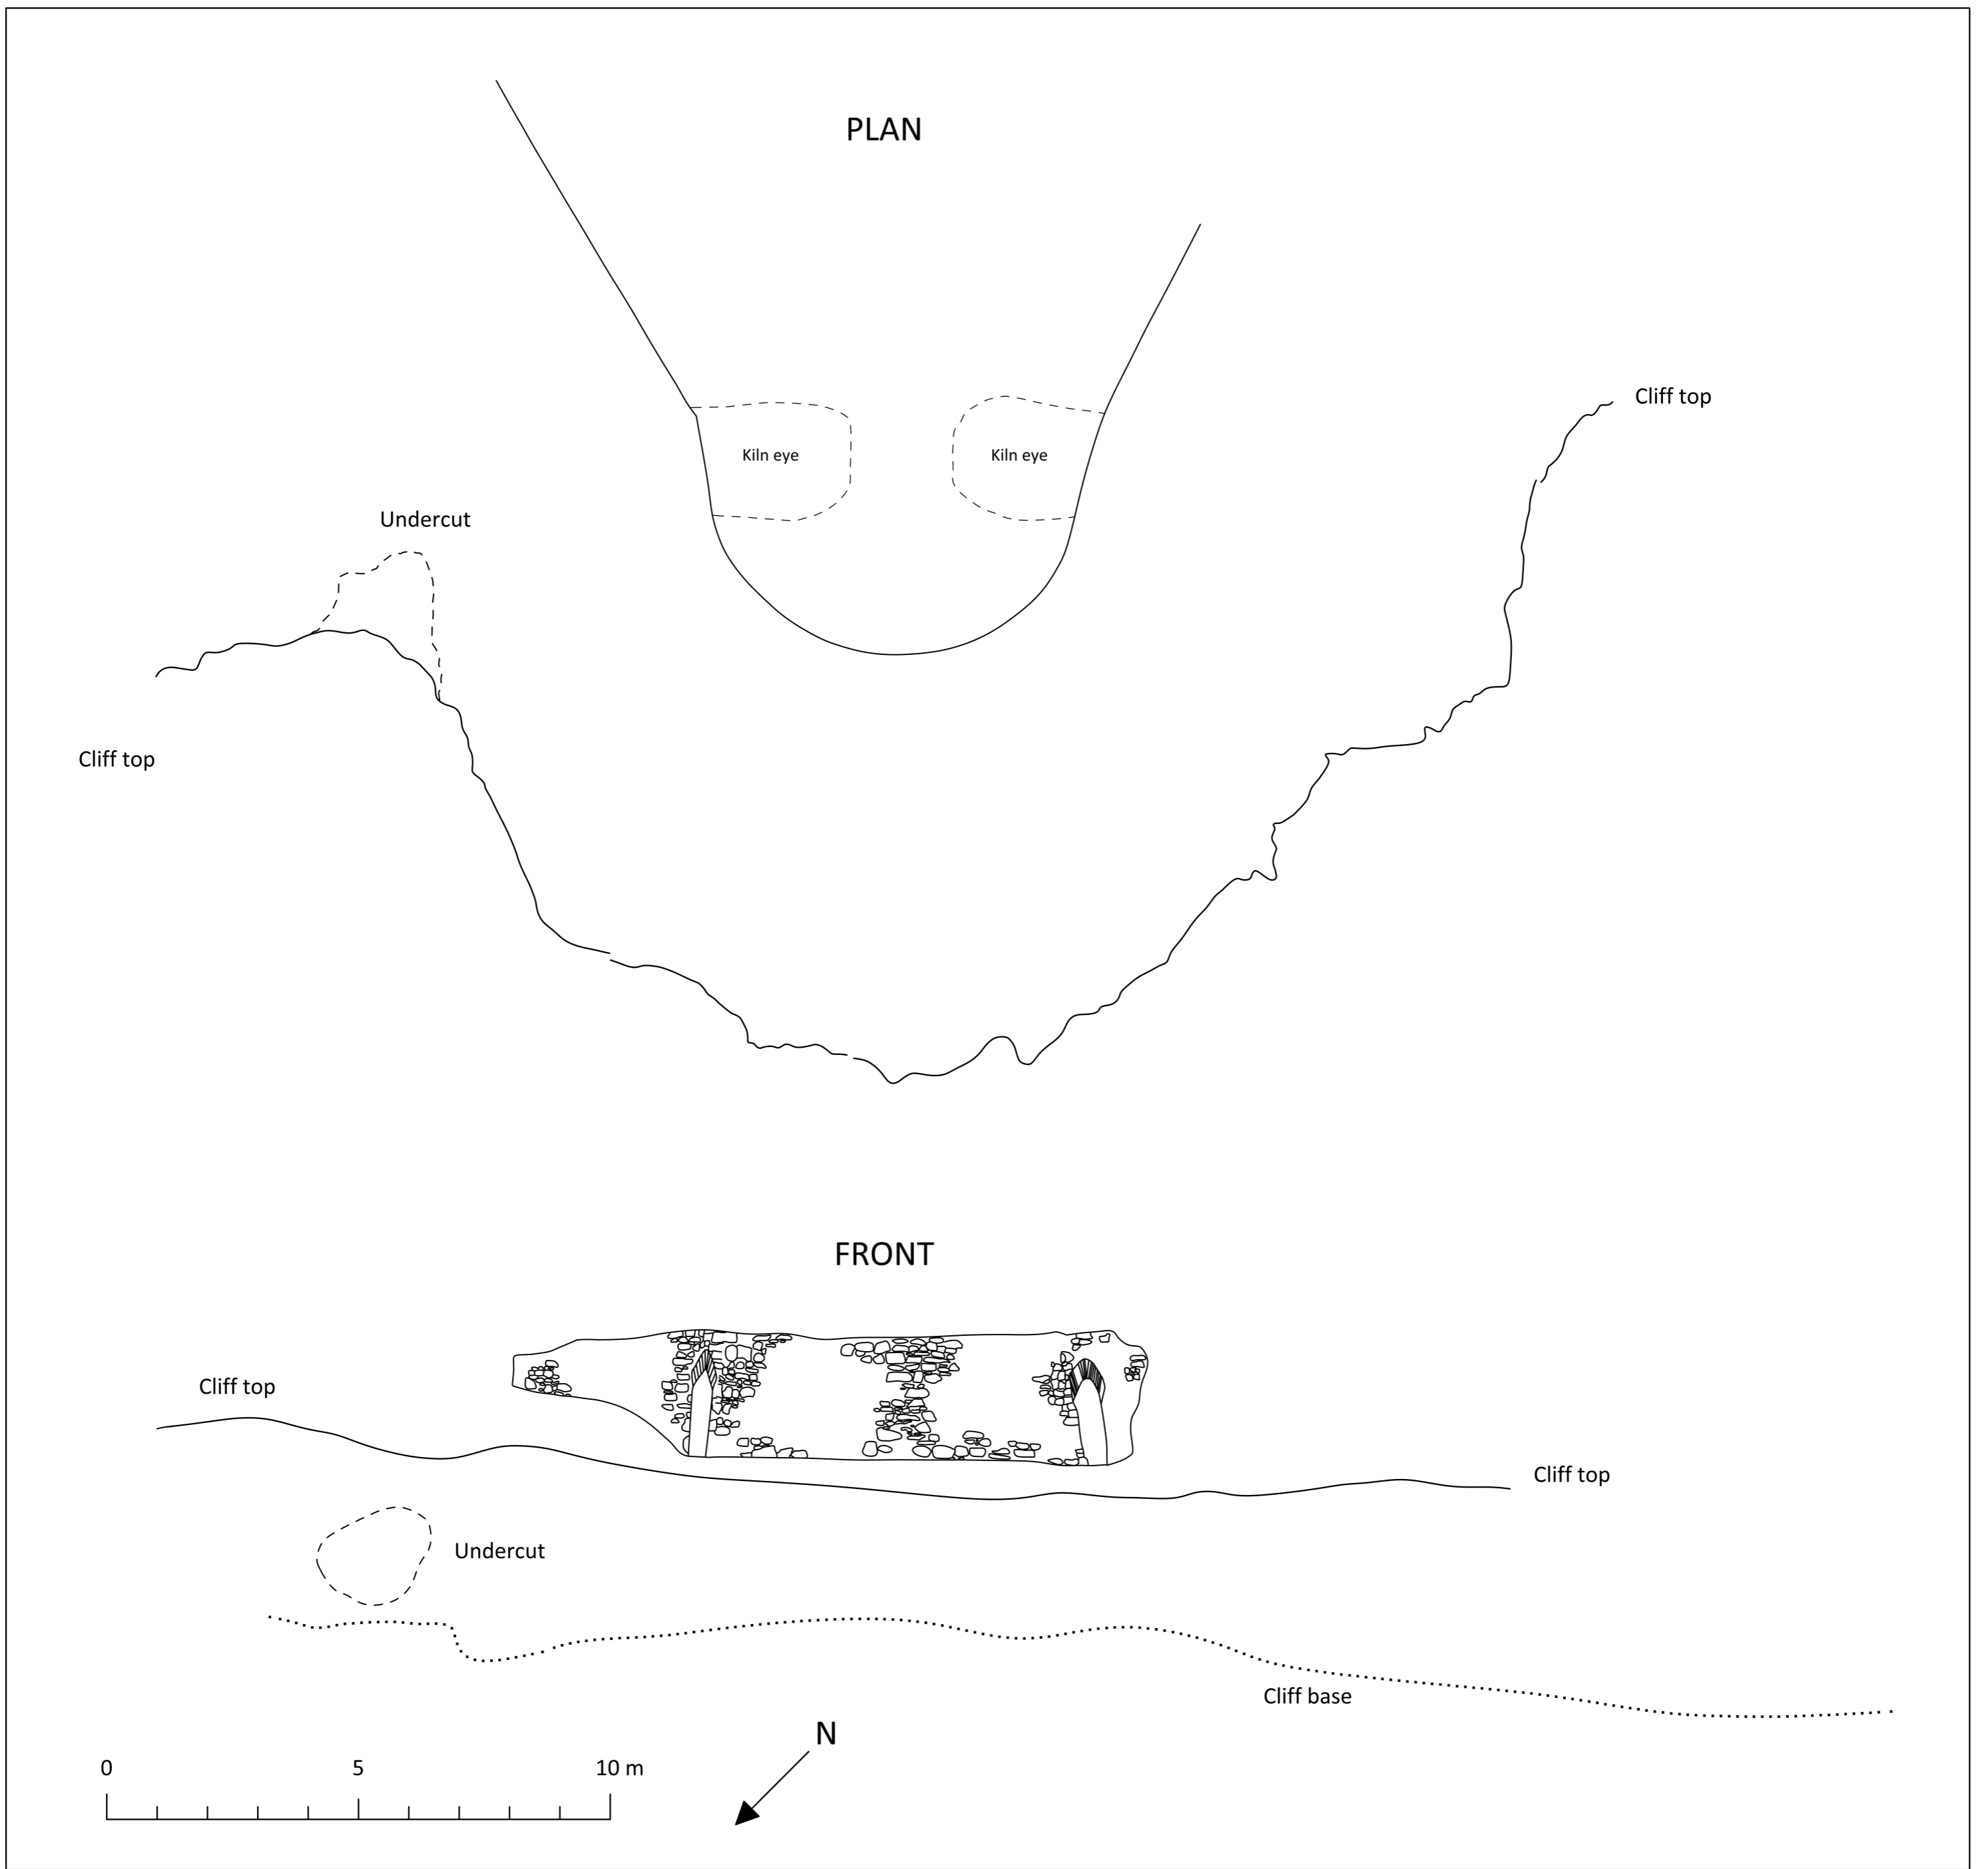 PLAN
Cliff top
Kiln eye
Kiln eye
Undercut
Cliff top
FRONT
Cliff top
Cliff top
Undercut
Cliff base
N
0 5 10 m